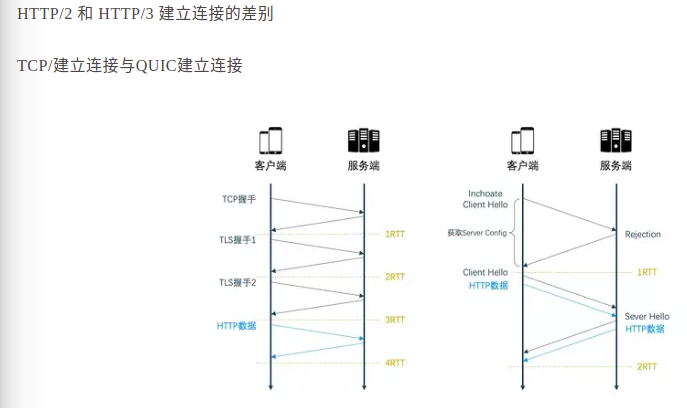 HTTP/2 和 HTTP/3 建立连接的差别
TCP/建立连接与QUIC建立连接
客户端
服务端
TCP握手
1RTT
TLS握手1
2RTT
TLS握手2
3RTT
HTTP数据
4RTT
客户端
服务端
Inchoate
Client Hello
获取Server Config
Rejection
1RTT
Client Hello
HTTP数据
Sever Hello
HTTP数据
2RTT